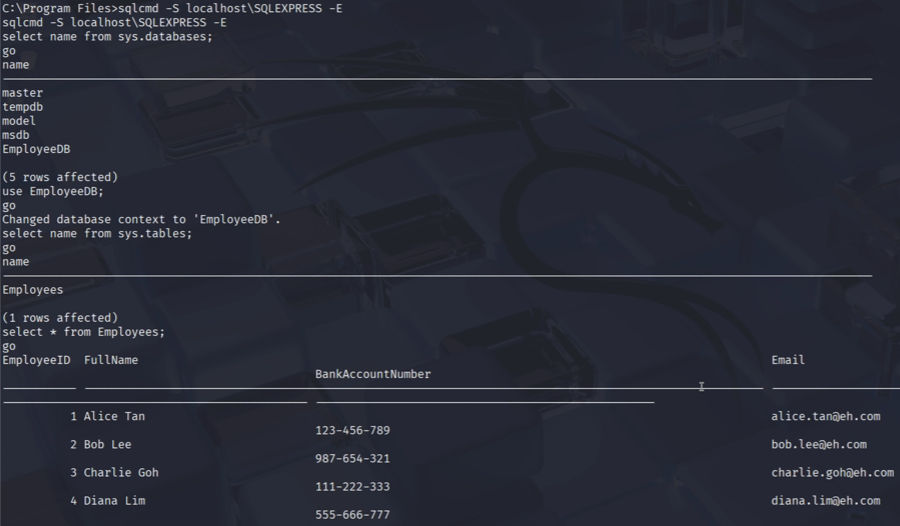 C:\Program Files>sqlcmd -S localhost\SQLEXPRESS -E
sqlcmd -S localhost\SQLEXPRESS -E
select name from sys.databases;
go
name
master
tempdb
model
msdb
EmployeeDB
(5 rows affected)
use EmployeeDB;
go
Changed database context to 'EmployeeDB'.
select name from sys.tables;
go
name
Employees
(1 rows affected)
select * from Employees;
go
EmployeeID FullName Email
BankAccountNumber
1 Alice Tan alice.tan@eh.com
123-456-789
2 Bob Lee bob.lee@eh.com
987-654-321
3 Charlie Goh charlie.goh@eh.com
111-222-333
4 Diana Lim diana.lim@eh.com
555-666-777